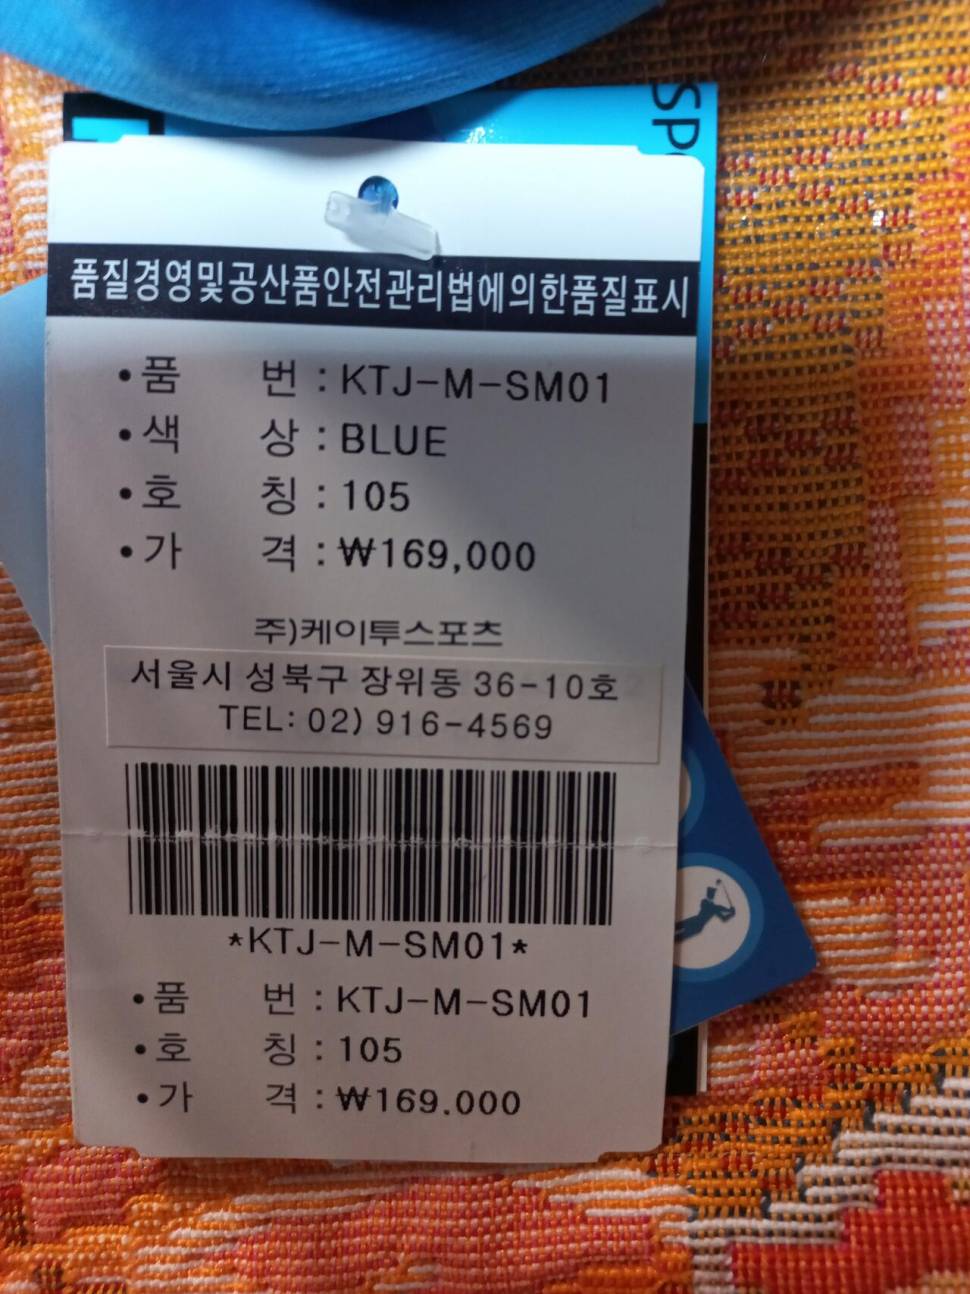 SP
품질경영및공산품안전관리법에의한품질표시
•품 번 : KTJ-M-SM01
•색 상 : BLUE
•호 칭 : 105
•가 격 : ₩169,000
주)케이투스포츠
서울시 성북구 장위동 36-10호
TEL: 02) 916-4569
*KTJ-M-SM01*
•품 번 : KTJ-M-SM01
•호 칭 : 105
•가 격 : ₩169.000